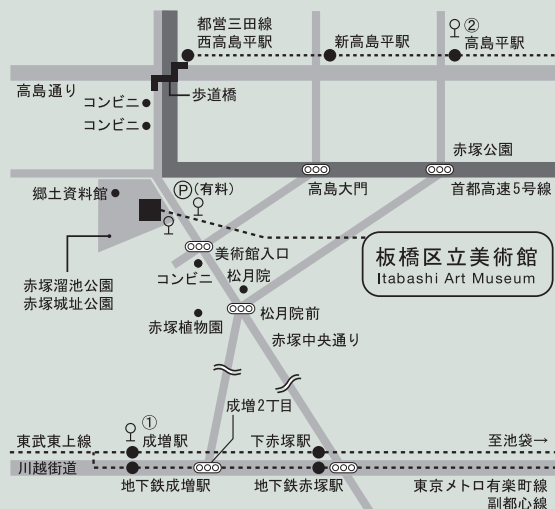 都営三田線
西高島平駅
新高島平駅
②
高島平駅
高島通り
歩道橋
コンビニ
コンビニ
赤塚公園
郷土資料館
Ⓟ(有料)
高島大門
首都高速5号線
美術館入口
板橋区立美術館
Itabashi Art Museum
コンビニ
松月院
赤塚溜池公園
赤塚城址公園
松月院前
赤塚植物園
赤塚中央通り
成増2丁目
①
東武東上線
成増駅
下赤塚駅
至池袋→
川越街道
地下鉄成増駅
地下鉄赤塚駅
東京メトロ有楽町線
副都心線